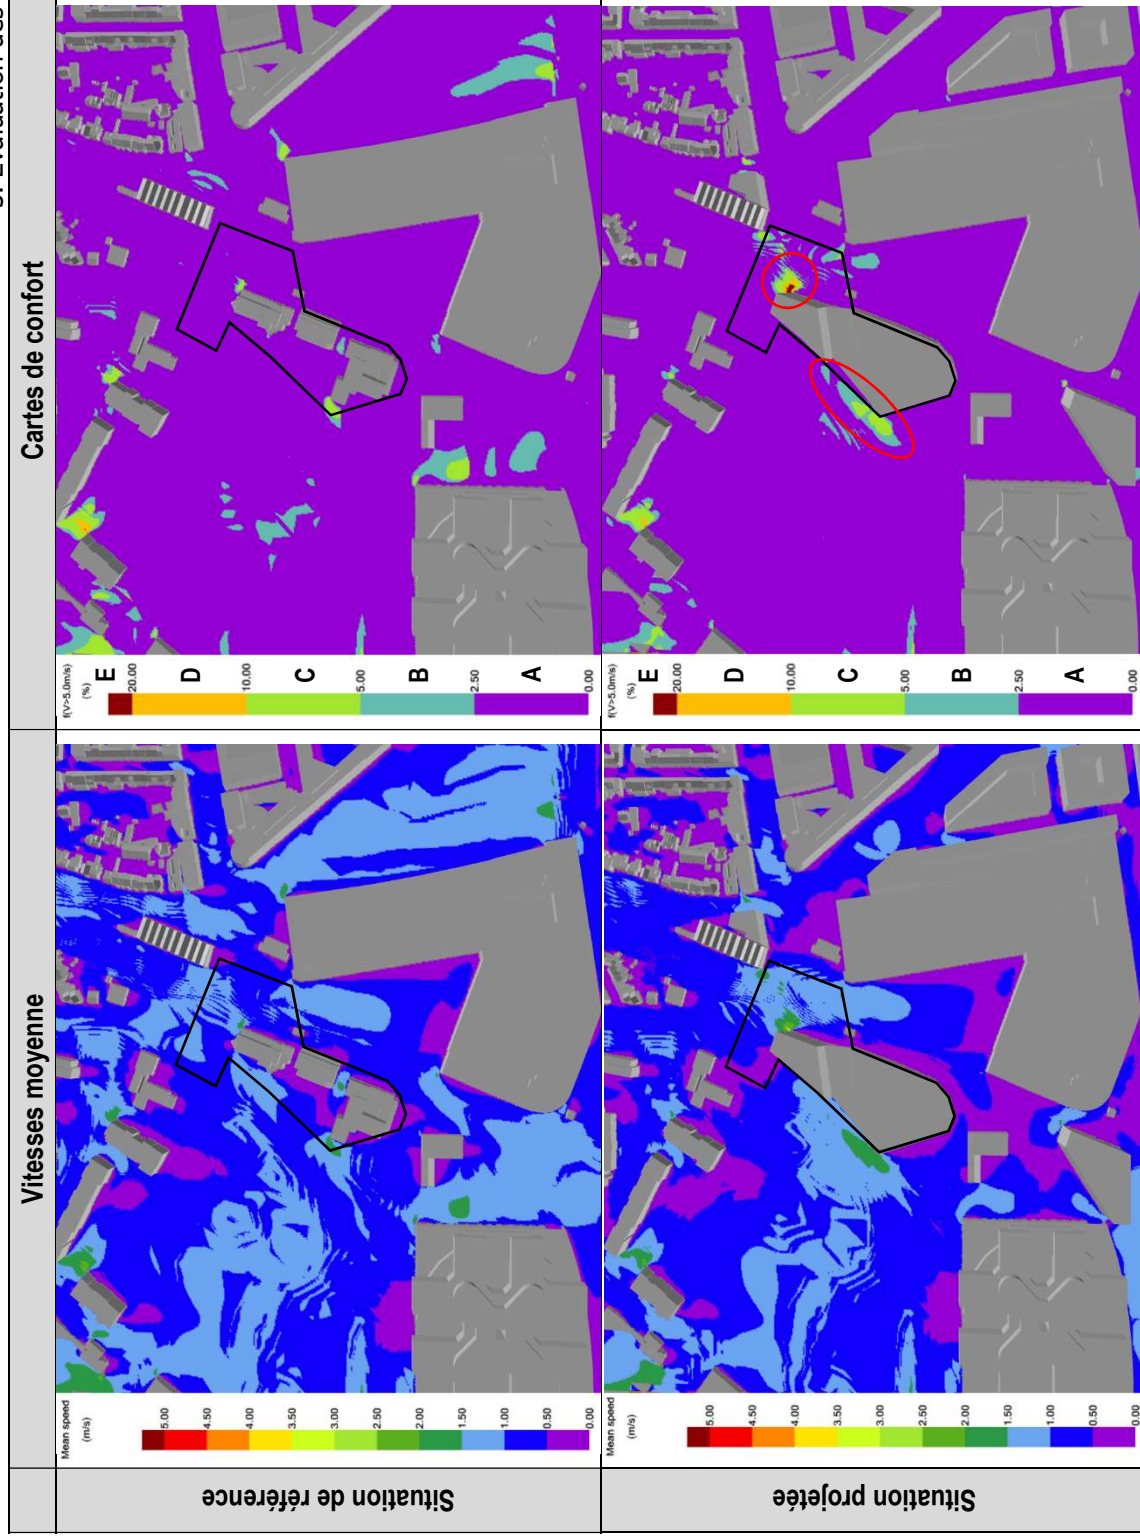 Évaluation des
Vitesses moyenne
Cartes de confort
Situation de référence
Mean speed
(m/s)
5.00
4.50
4.00
3.50
3.00
2.50
2.00
1.50
1.00
0.50
0.00
f(V>5.0m/s)
(%)
E
20.00
D
10.00
C
5.00
B
2.50
A
0.00
Situation projetée
Mean speed
(m/s)
5.00
4.50
4.00
3.50
3.00
2.50
2.00
1.50
1.00
0.50
0.00
f(V>5.0m/s)
(%)
E
20.00
D
10.00
C
5.00
B
2.50
A
0.00